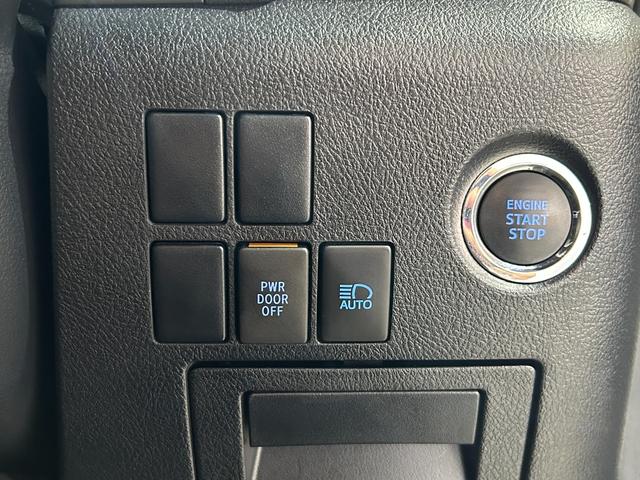 ENGINE
START
STOP
PWR
DOOR
OFF
AUTO